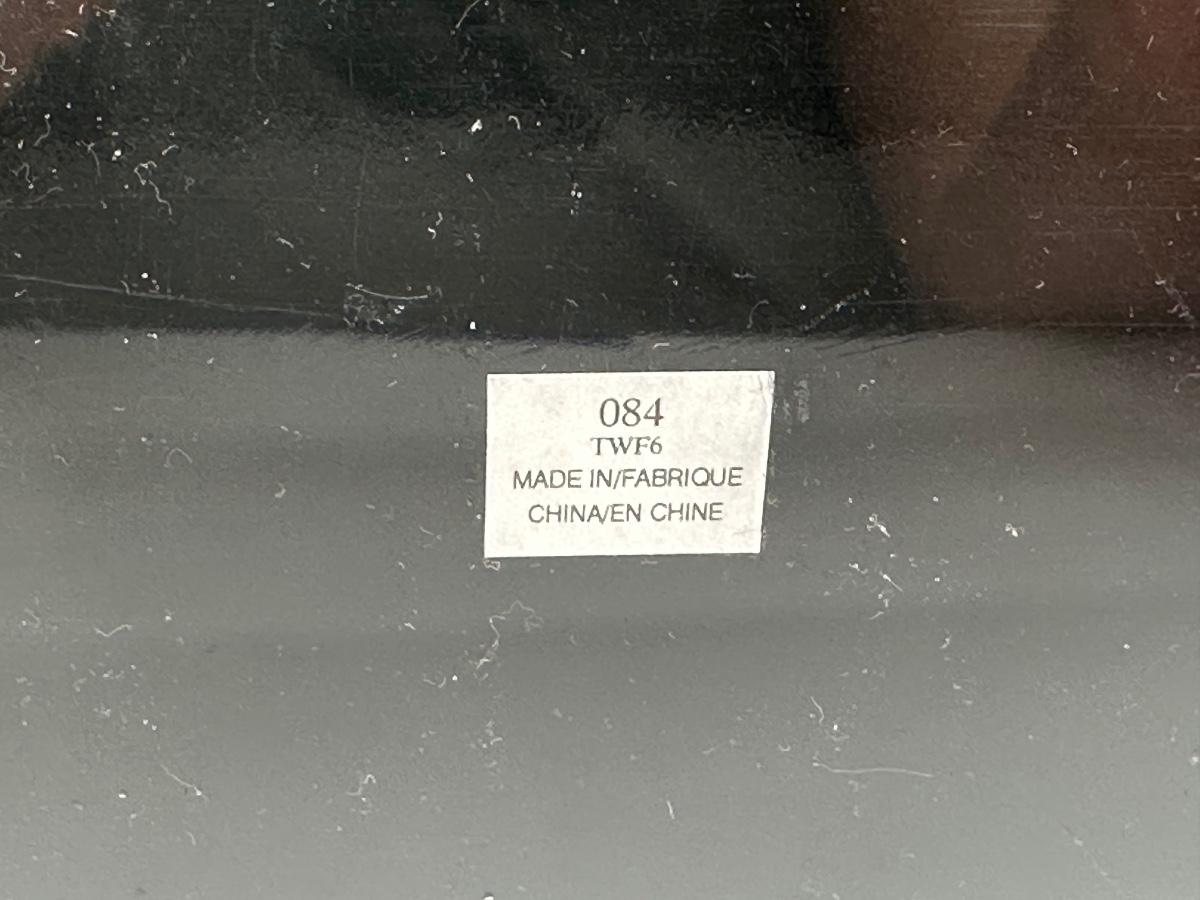 084
TWF6
MADE IN/FABRIQUE
CHINA/EN CHINE